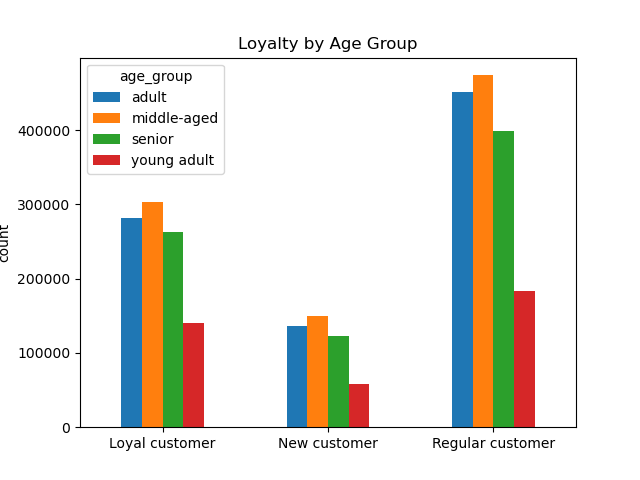 Loyalty by Age Group
age_group
adult
middle-aged
senior
young adult
count
400000
300000
200000
100000
0
Loyal customer
New customer
Regular customer